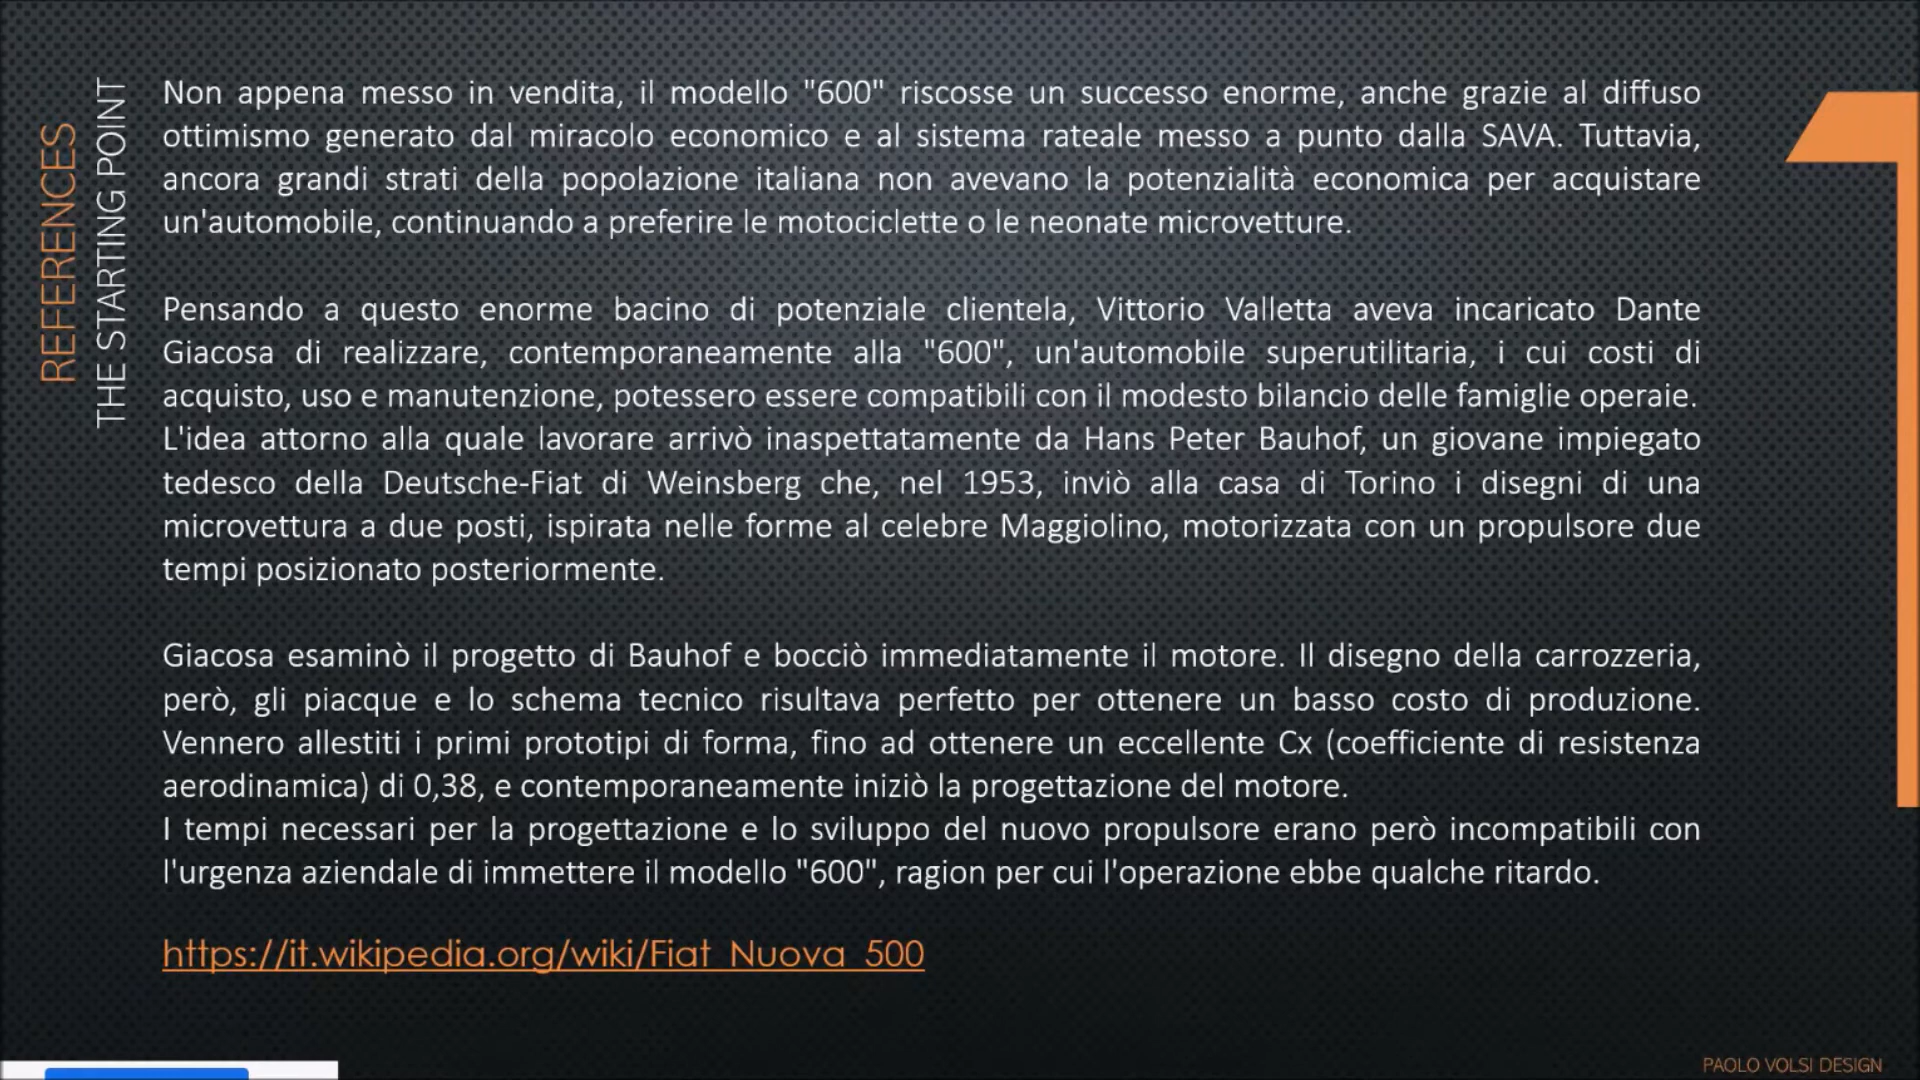 REFERENCES
THE STARTING POINT
Non appena messo in vendita, il modello "600" riscosse un successo enorme, anche grazie al diffuso
ottimismo generato dal miracolo economico e al sistema rateale messo a punto dalla SAVA. Tuttavia,
ancora grandi strati della popolazione italiana non avevano la potenzialità economica per acquistare
un'automobile, continuando a preferire le motociclette o le neonate microvetture.
Pensando a questo enorme bacino di potenziale clientela, Vittorio Valletta aveva incaricato Dante
Giacosa di realizzare, contemporaneamente alla "600", un'automobile superutilitaria, i cui costi di
acquisto, uso e manutenzione, potessero essere compatibili con il modesto bilancio delle famiglie operaie.
L'idea attorno alla quale lavorare arrivò inaspettatamente da Hans Peter Bauhof, un giovane impiegato
tedesco della Deutsche-Fiat di Weinsberg che, nel 1953, inviò alla casa di Torino i disegni di una
microvettura a due posti, ispirata nelle forme al celebre Maggiolino, motorizzata con un propulsore due
tempi posizionato posteriormente.
Giacosa esaminò il progetto di Bauhof e bocciò immediatamente il motore. Il disegno della carrozzeria,
però, gli piacque e lo schema tecnico risultava perfetto per ottenere un basso costo di produzione.
Vennero allestiti i primi prototipi di forma, fino ad ottenere un eccellente Cx (coefficiente di resistenza
aerodinamica) di 0,38, e contemporaneamente iniziò la progettazione del motore.
I tempi necessari per la progettazione e lo sviluppo del nuovo propulsore erano però incompatibili con
l'urgenza aziendale di immettere il modello "600", ragion per cui l'operazione ebbe qualche ritardo.
https://it.wikipedia.org/wiki/Fiat_Nuova_500
1
PAOLO VOLSI DESIGN